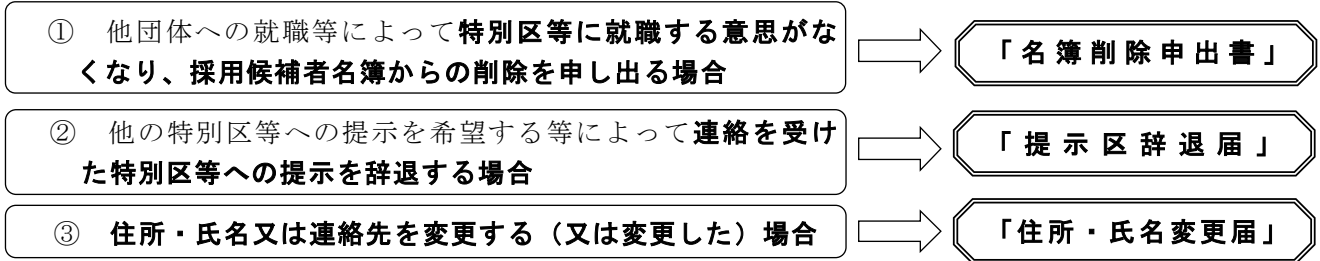 ① 他団体への就職等によって特別区等に就職する意思がな
くなり、採用候補者名簿からの削除を申し出る場合
「名簿削除申出書」
② 他の特別区等への提示を希望する等によって連絡を受け
た特別区等への提示を辞退する場合
「提示区辞退届」
③ 住所・氏名又は連絡先を変更する（又は変更した）場合
「住所・氏名変更届」